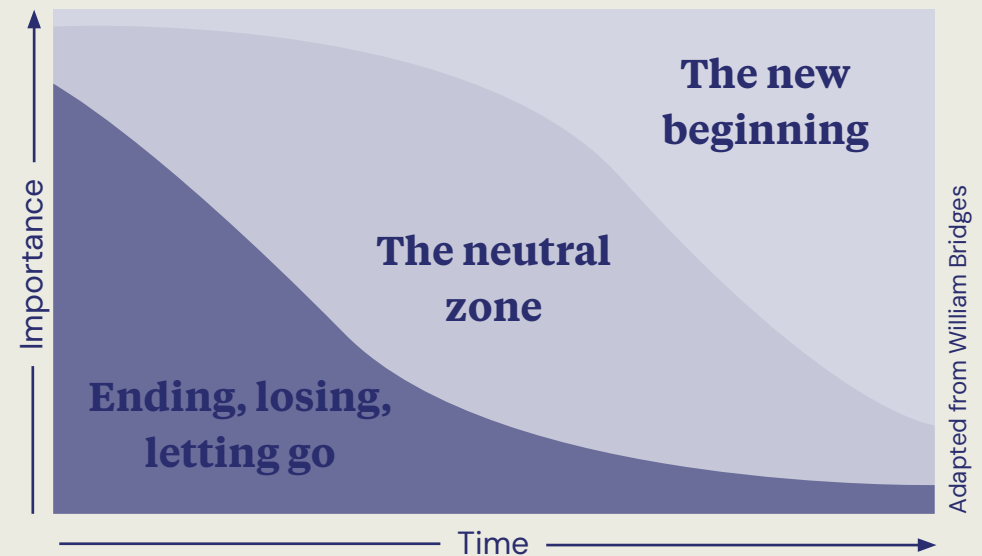 The new
beginning
The neutral
zone
Ending, losing,
letting go
Importance
Time
Adapted from William Bridges